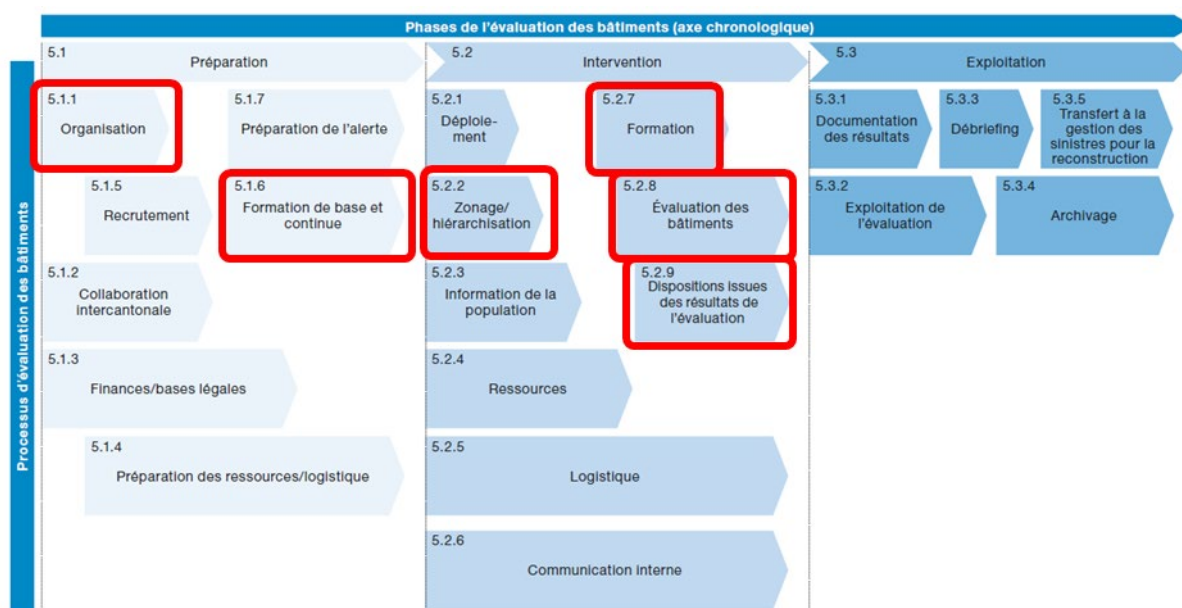 Phases de l'évaluation des bâtiments (axe chronologique)
Processus d'évaluation des bâtiments
5.1
Préparation
5.2
Intervention
5.3
Exploitation
5.1.1
Organisation
5.1.7
Préparation de l'alerte
5.2.1
Déploie-
ment
5.2.7
Formation
5.3.1
Documentation
des résultats
5.3.3
Débriefing
5.3.5
Transfert à la
gestion des
sinistres pour la
reconstruction
5.1.5
Recrutement
5.1.6
Formation de base et
continue
5.2.2
Zonage/
hiérarchisation
5.2.8
Évaluation des
bâtiments
5.3.2
Exploitation de
l'évaluation
5.3.4
Archivage
5.1.2
Collaboration
intercantonale
5.2.3
Information de la
population
5.2.9
Dispositions issues
des résultats de
l'évaluation
5.1.3
Finances/bases légales
5.2.4
Ressources
5.1.4
Préparation des ressources/logistique
5.2.5
Logistique
5.2.6
Communication interne